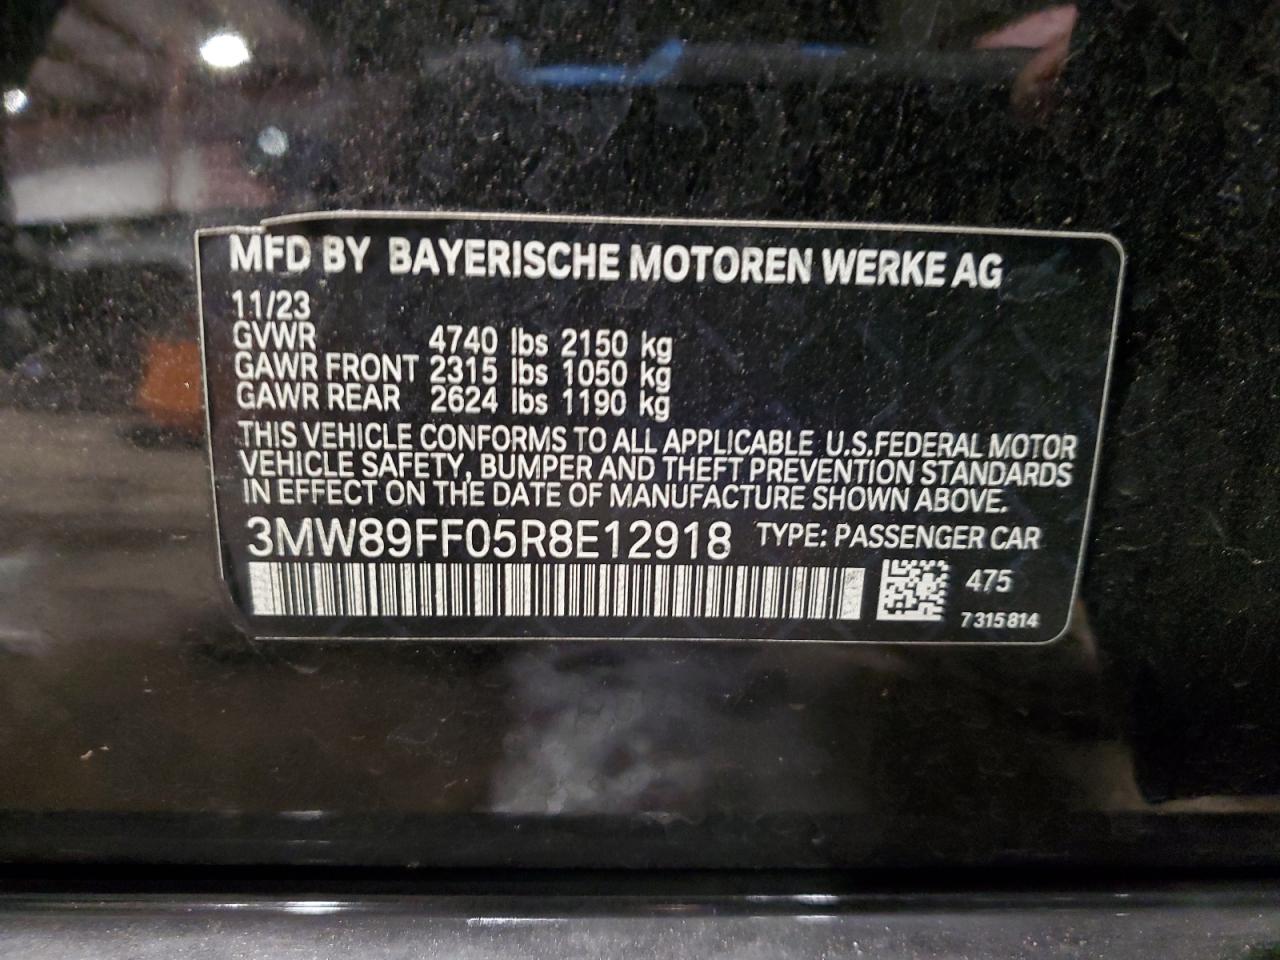 MFD BY BAYERISCHE MOTOREN WERKE AG
11/23
GVWR 4740 lbs 2150 kg
GAWR FRONT 2315 lbs 1050 kg
GAWR REAR 2624 lbs 1190 kg
THIS VEHICLE CONFORMS TO ALL APPLICABLE U.S.FEDERAL MOTOR
VEHICLE SAFETY, BUMPER AND THEFT PREVENTION STANDARDS
IN EFFECT ON THE DATE OF MANUFACTURE SHOWN ABOVE.
3MW89FF05R8E12918 TYPE: PASSENGER CAR
475
7 315 814